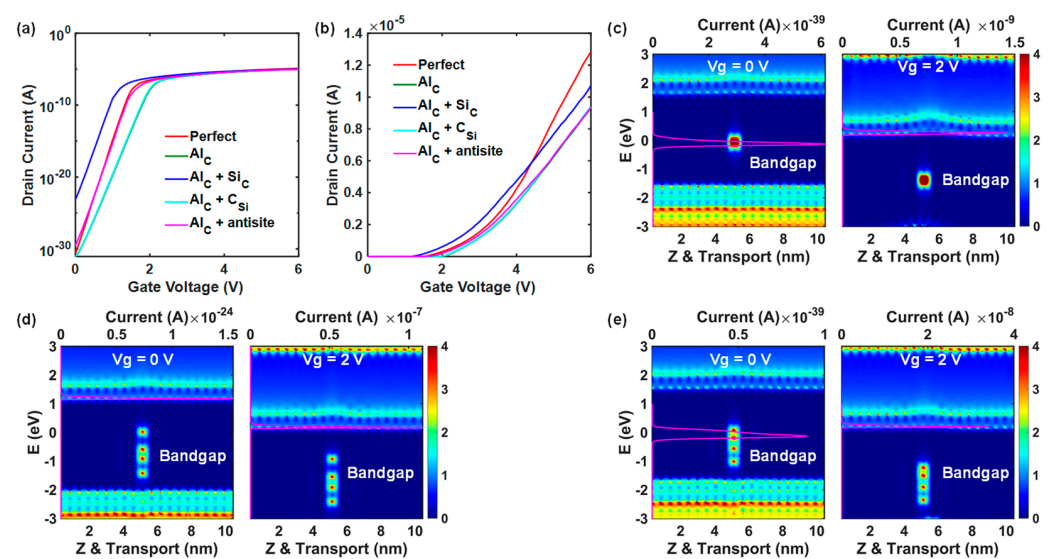 (a)
10^0
10^-10
10^-20
10^-30
Drain Current (A)
Perfect
Al_C
Al_C + Si_C
Al_C + C_Si
Al_C + antisite
0 2 4 6
Gate Voltage (V)
(b)
×10^-5
1.4
1.2
1
0.8
0.6
0.4
0.2
0
Drain Current (A)
Perfect
Al_C
Al_C + Si_C
Al_C + C_Si
Al_C + antisite
0 2 4 6
Gate Voltage (V)
(c)
Current (A) ×10^-39
0 2 4 6
Vg = 0 V
Bandgap
E (eV)
3
2
1
0
-1
-2
-3
2 4 6 8 10
Z & Transport (nm)
Current (A) ×10^-9
0 0.5 1 1.5
Vg = 2 V
Bandgap
2 4 6 8 10
Z & Transport (nm)
4
3
2
1
0
(d)
Current (A) ×10^-24
0 0.5 1 1.5
Vg = 0 V
Bandgap
E (eV)
3
2
1
0
-1
-2
-3
2 4 6 8 10
Z & Transport (nm)
Current (A) ×10^-7
0 0.5 1
Vg = 2 V
Bandgap
2 4 6 8 10
Z & Transport (nm)
4
3
2
1
0
(e)
Current (A) ×10^-39
0 0.5 1
Vg = 0 V
Bandgap
E (eV)
3
2
1
0
-1
-2
-3
2 4 6 8 10
Z & Transport (nm)
Current (A) ×10^-8
0 2 4
Vg = 2 V
Bandgap
2 4 6 8 10
Z & Transport (nm)
4
3
2
1
0